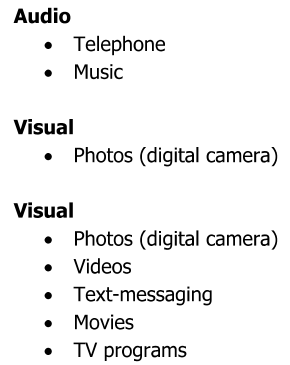 Audio
• Telephone
• Music
Visual
• Photos (digital camera)
Visual
• Photos (digital camera)
• Videos
• Text-messaging
• Movies
• TV programs